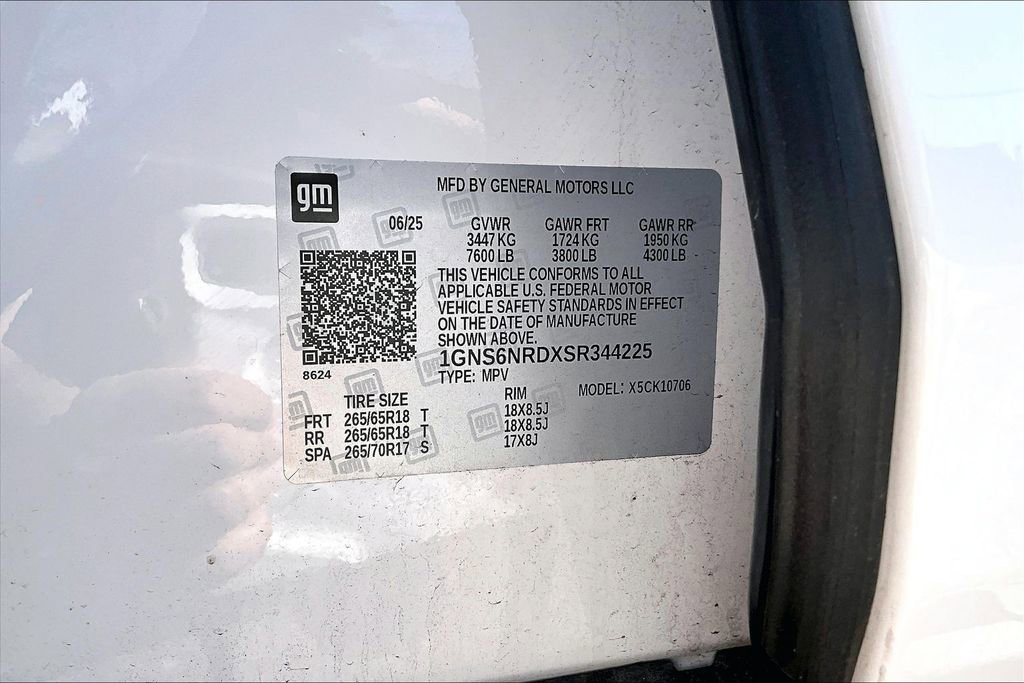 gm
MFD BY GENERAL MOTORS LLC
06/25 GVWR GAWR FRT GAWR RR
3447 KG 1724 KG 1950 KG
7600 LB 3800 LB 4300 LB
THIS VEHICLE CONFORMS TO ALL
APPLICABLE U.S. FEDERAL MOTOR
VEHICLE SAFETY STANDARDS IN EFFECT
ON THE DATE OF MANUFACTURE
SHOWN ABOVE.
1GNS6NRDXSR344225
8624
TYPE: MPV MODEL: X5CK10706
TIRE SIZE RIM
FRT 265/65R18 T 18X8.5J
RR 265/65R18 T 18X8.5J
SPA 265/70R17 S 17X8J